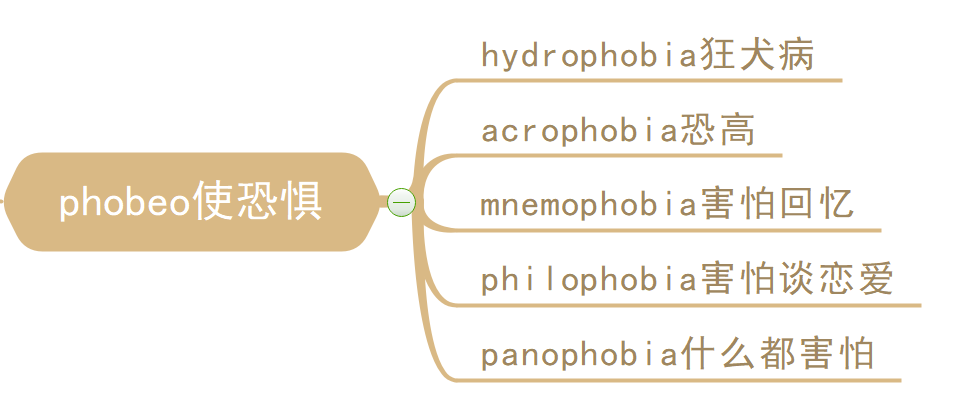 phobeo使恐惧
hydrophobia狂犬病
acrophobia恐高
mnemophobia害怕回忆
philophobia害怕谈恋爱
panophobia什么都害怕